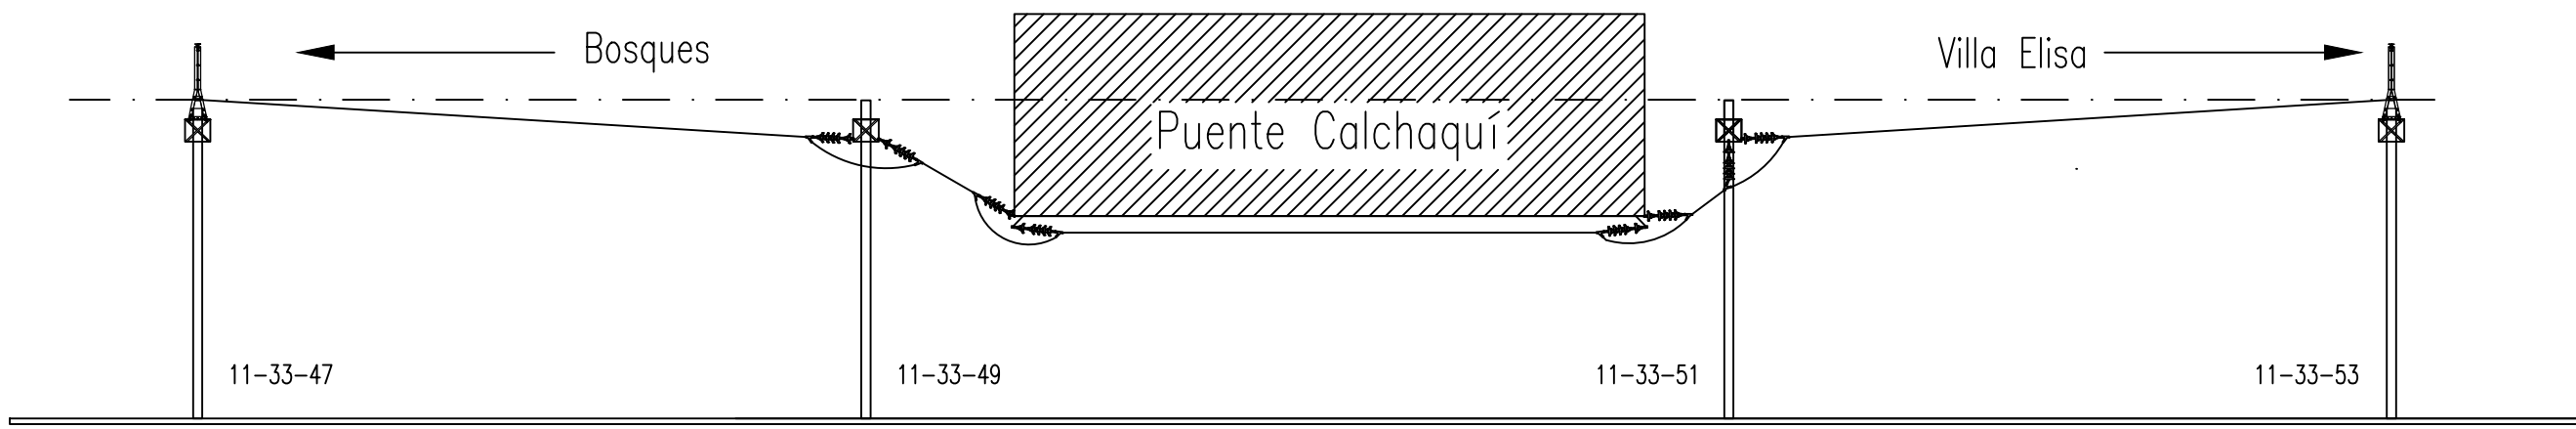 Bosques
Villa Elisa
Puente Calchaquí
11-33-47
11-33-49
11-33-51
11-33-53